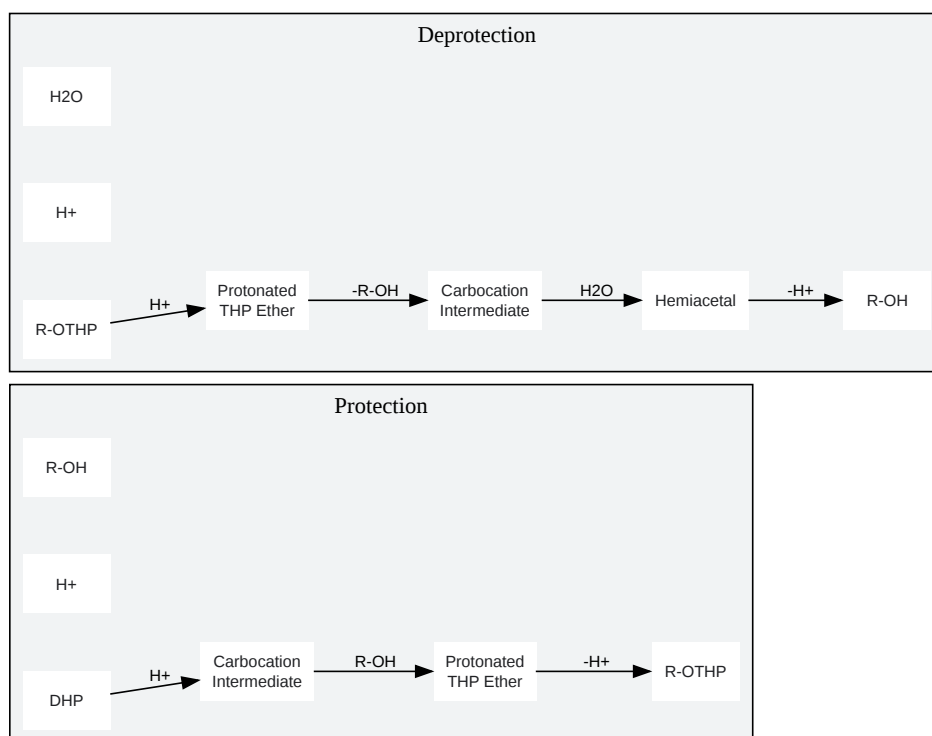 Deprotection
H2O
H+
R-OTHP
H+
Protonated
THP Ether
-R-OH
Carbocation
Intermediate
H2O
Hemiacetal
-H+
R-OH
Protection
R-OH
H+
DHP
H+
Carbocation
Intermediate
R-OH
Protonated
THP Ether
-H+
R-OTHP